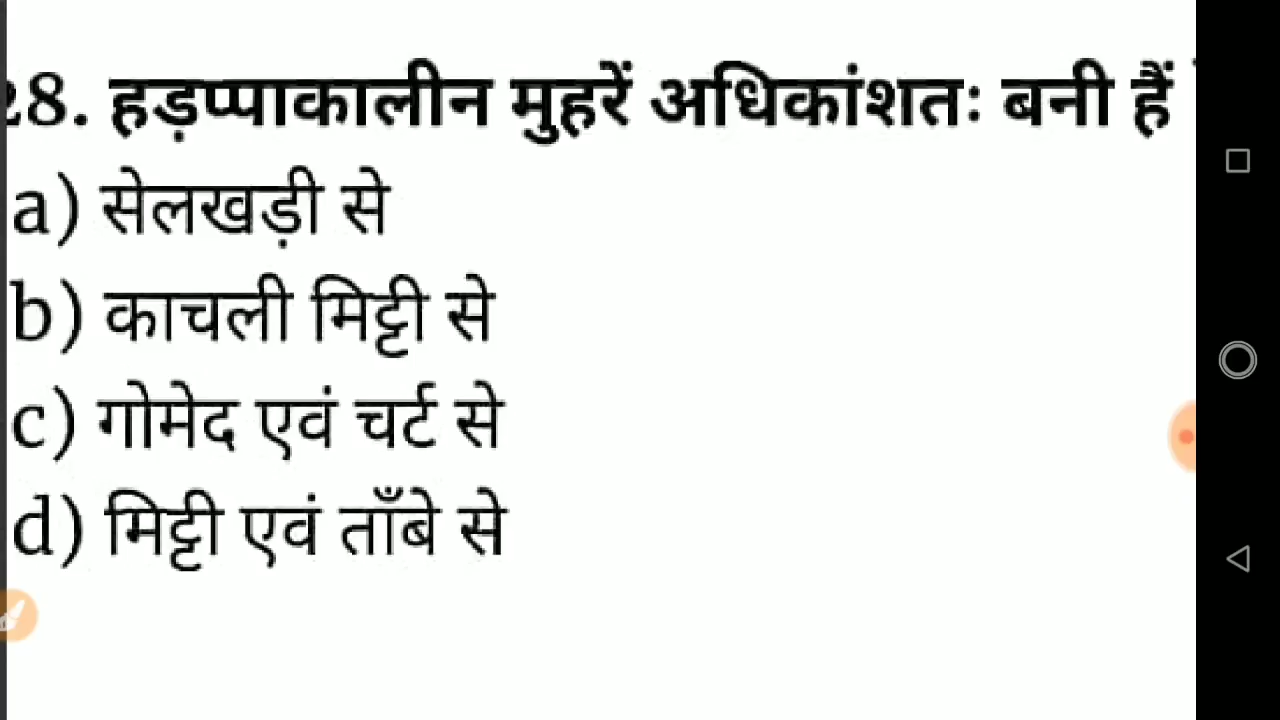 28. हड़प्पाकालीन मुहरें अधिकांशतः बनी हैं
a) सेलखड़ी से
b) काचली मिट्टी से
c) गोमेद एवं चर्ट से
d) मिट्टी एवं ताँबे से